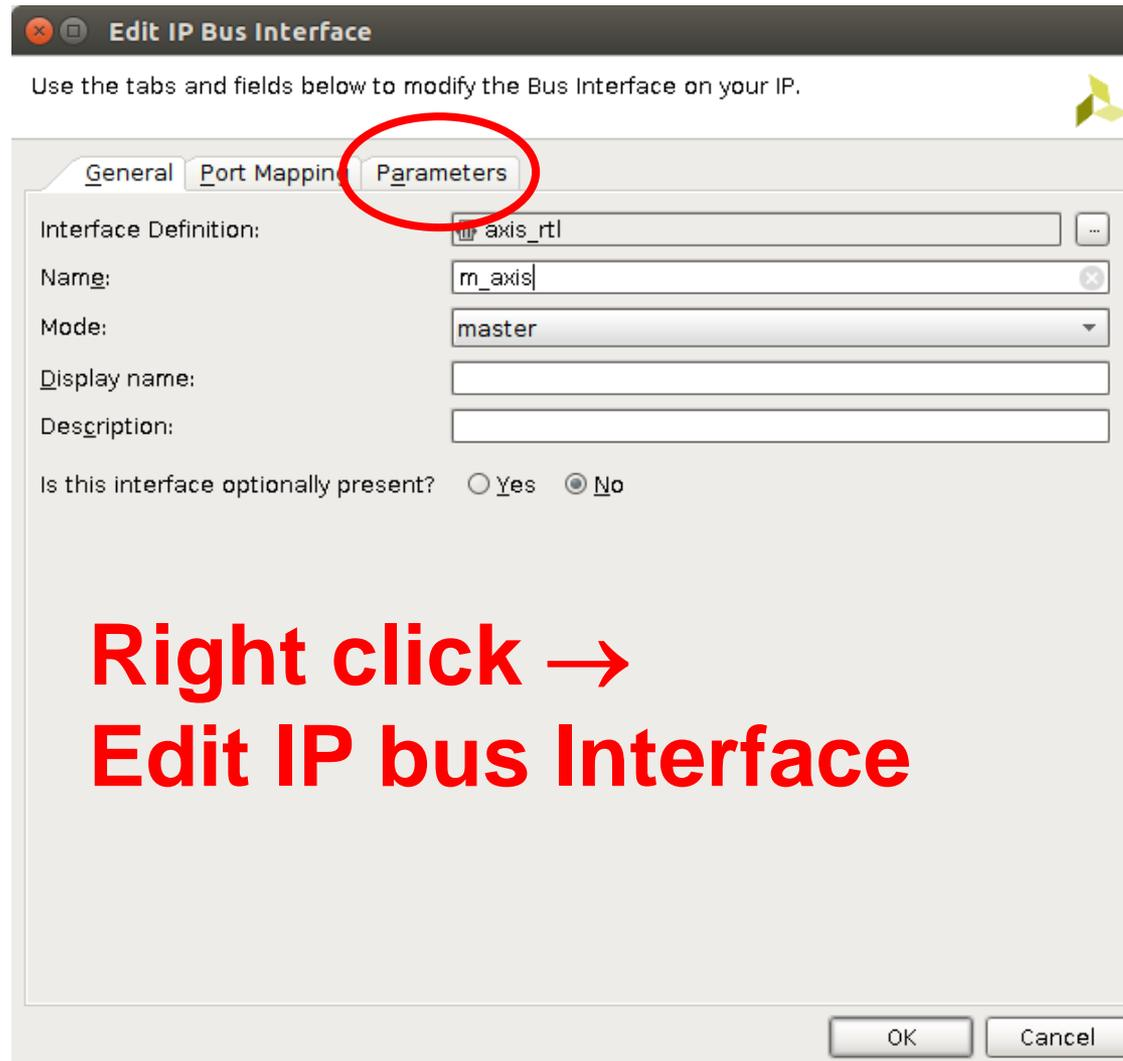 Edit IP Bus Interface
Use the tabs and fields below to modify the Bus Interface on your IP.
General Port Mapping Parameters
Interface Definition: axis_rtl ...
Name: m_axis
Mode: master
Display name:
Description:
Is this interface optionally present? Yes No
Right click →
Edit IP bus Interface
OK Cancel